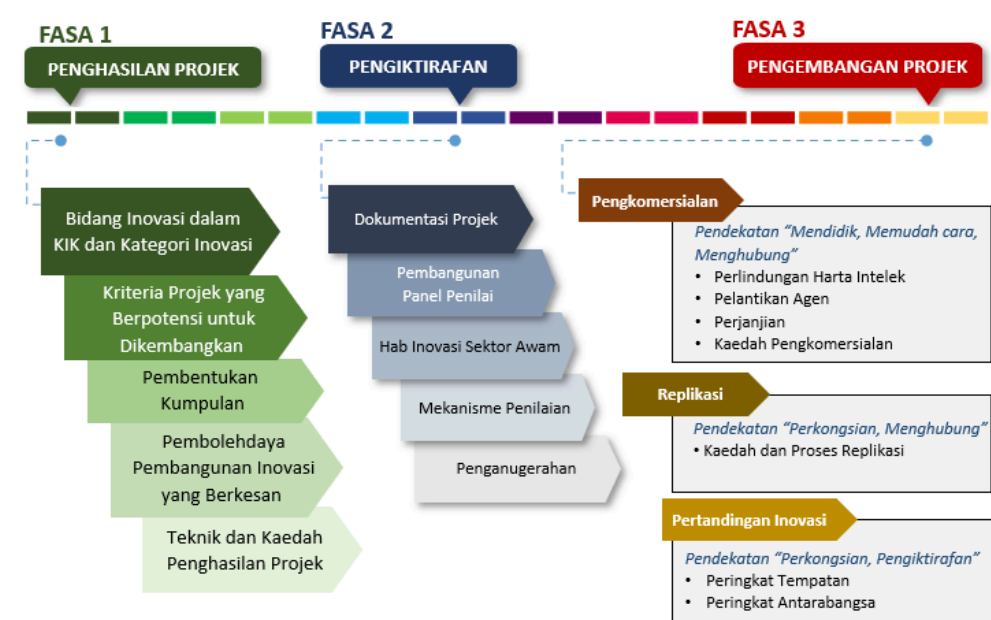 FASA 1
PENGHASILAN PROJEK
Bidang Inovasi dalam
KIK dan Kategori Inovasi
Kriteria Projek yang
Berpotensi untuk
Dikembangkan
Pembentukan
Kumpulan
Pembolehdaya
Pembangunan Inovasi
yang Berkesan
Teknik dan Kaedah
Penghasilan Projek
FASA 2
PENGIKTIRAFAN
Dokumentasi Projek
Pembangunan
Panel Penilai
Hab Inovasi Sektor Awam
Mekanisme Penilaian
Penganugerahan
FASA 3
PENGEMBANGAN PROJEK
Pengkomersialan
Pendekatan “Mendidik, Memudah cara,
Menghubung”
• Perlindungan Harta Intelek
• Pelantikan Agen
• Perjanjian
• Kaedah Pengkomersialan
Replikasi
Pendekatan “Perkongsian, Menghubung”
• Kaedah dan Proses Replikasi
Pertandingan Inovasi
Pendekatan “Perkongsian, Pengiktirafan”
• Peringkat Tempatan
• Peringkat Antarabangsa